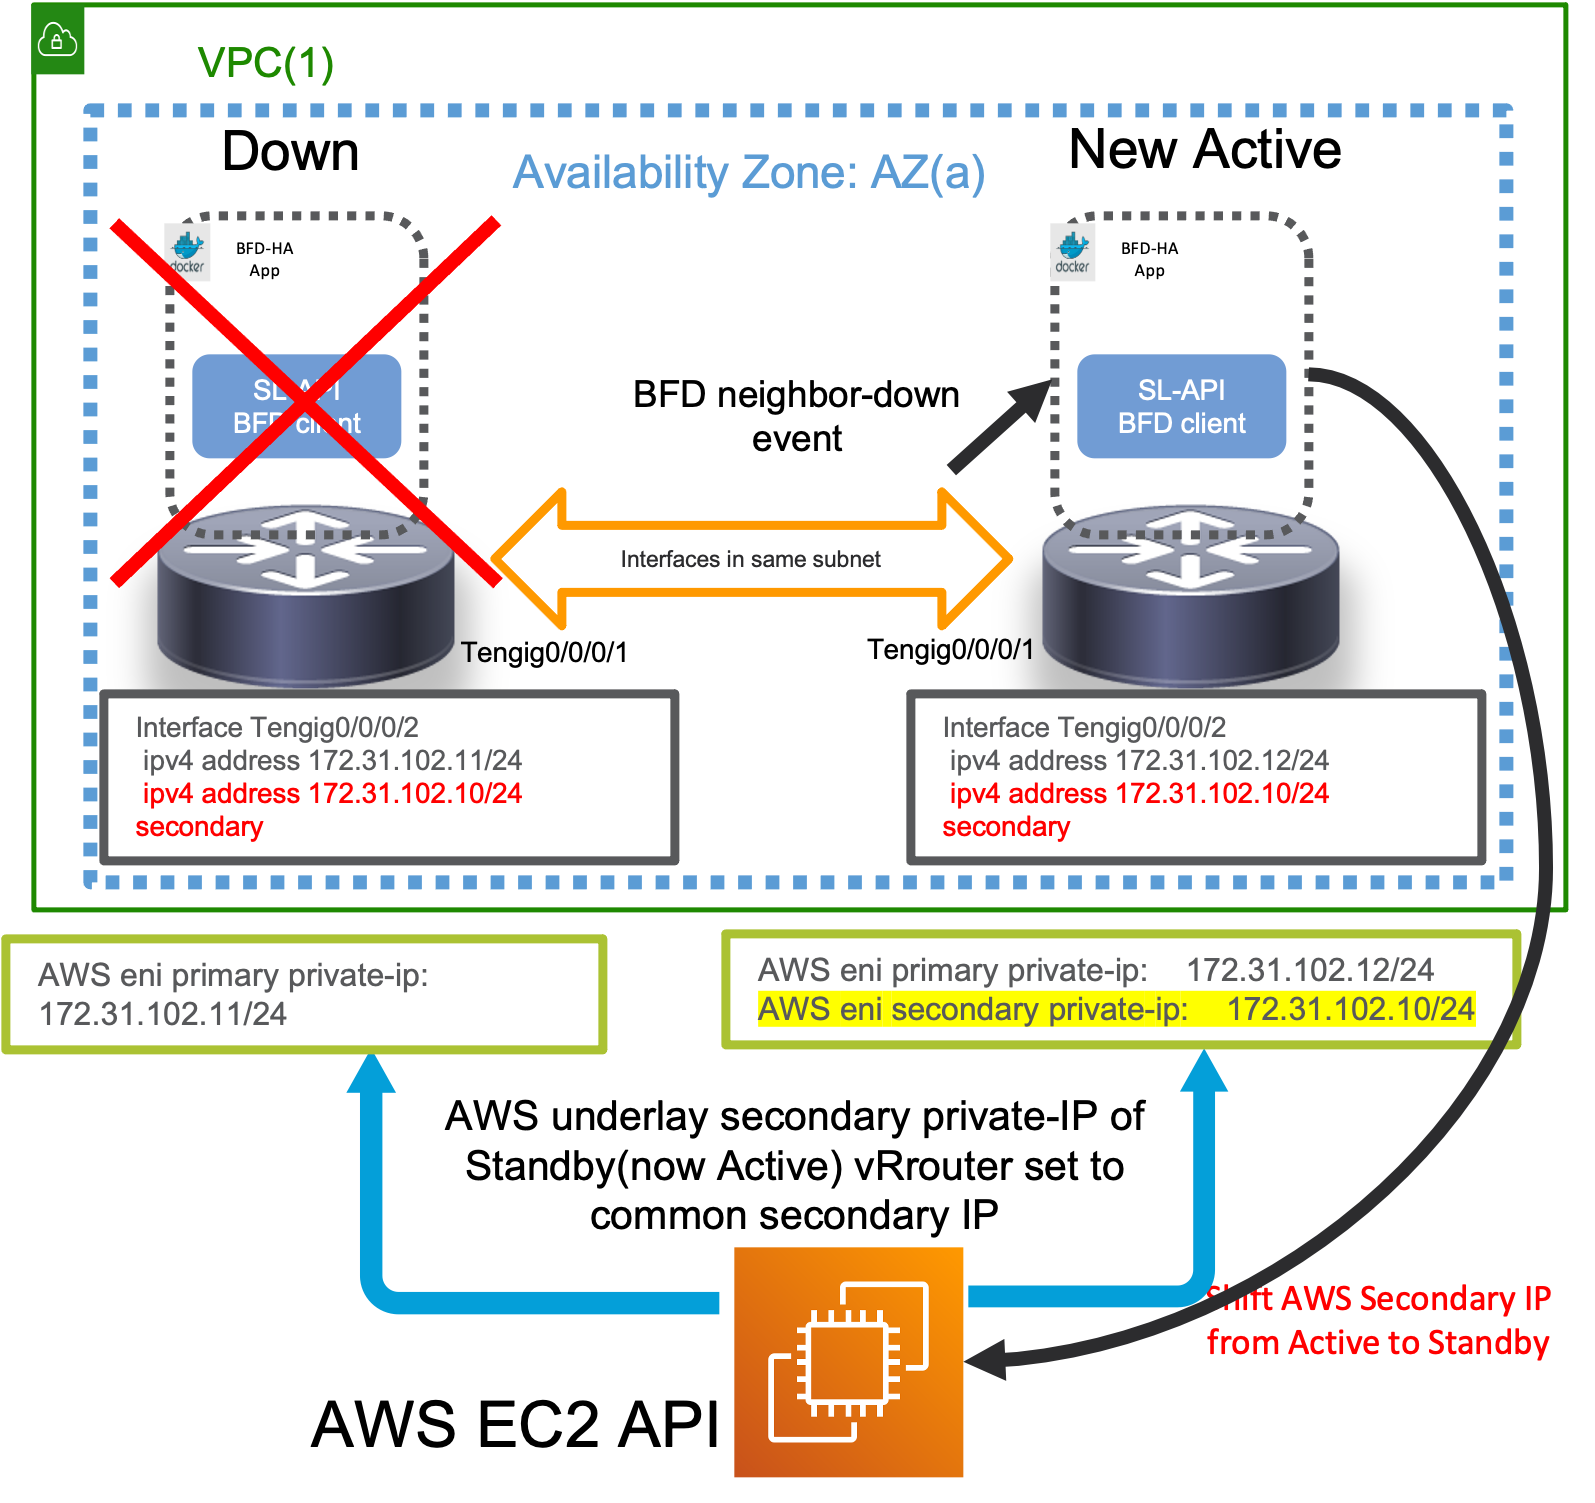 VPC(1)
Down
New Active
Availability Zone: AZ(a)
docker
BFD-HA
App
docker
BFD-HA
App
SL-API
BFD client
BFD neighbor-down
event
SL-API
BFD client
Interfaces in same subnet
Tengig0/0/0/1
Tengig0/0/0/1
Interface Tengig0/0/0/2
ipv4 address 172.31.102.11/24
ipv4 address 172.31.102.10/24
secondary
Interface Tengig0/0/0/2
ipv4 address 172.31.102.12/24
ipv4 address 172.31.102.10/24
secondary
AWS eni primary private-ip:
172.31.102.11/24
AWS eni primary private-ip: 172.31.102.12/24
AWS eni secondary private-ip: 172.31.102.10/24
AWS underlay secondary private-IP of
Standby(now Active) vRrouter set to
common secondary IP
Shift AWS Secondary IP
from Active to Standby
AWS EC2 API